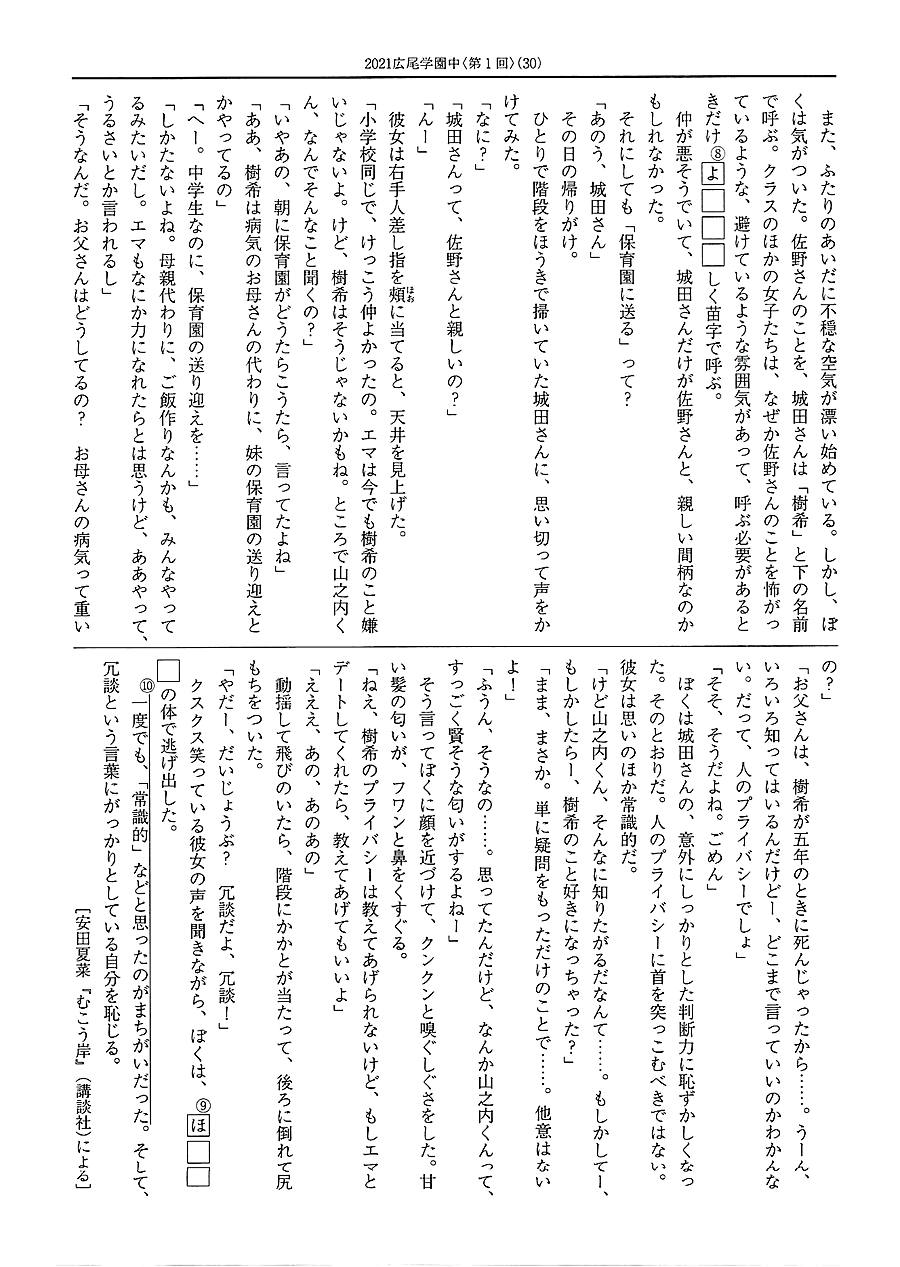 2021広尾学園中〈第1回〉(30)
また、ふたりのあいだに不穏な空気が漂い始めている。しかし、ぼ
くは気がついた。佐野さんのことを、城田さんは「樹希」と下の名前
で呼ぶ。クラスのほかの女子たちは、なぜか佐野さんのことを怖がっ
ているような、避けているような雰囲気があって、呼ぶ必要があると
きだけ⑧よ□□□しく苗字で呼ぶ。
仲が悪そうでいて、城田さんだけが佐野さんと、親しい間柄なのか
もしれなかった。
それにしても「保育園に送る」って?
「あのう、城田さん」
その日の帰りがけ。
ひとりで階段をほうきで掃いていた城田さんに、思い切って声をか
けてみた。
「なに?」
「城田さんって、佐野さんと親しいの?」
「んー」
彼女は右手人差し指を頰ほおに当てると、天井を見上げた。
「小学校同じで、けっこう仲よかったの。エマは今でも樹希のこと嫌
いじゃないよ。けど、樹希はそうじゃないかもね。ところで山之内く
ん、なんでそんなこと聞くの?」
「いやあの、朝に保育園がどうたらこうたら、言ってたよね」
「ああ、樹希は病気のお母さんの代わりに、妹の保育園の送り迎えと
かやってるの」
「へー。中学生なのに、保育園の送り迎えを……」
「しかたないよね。母親代わりに、ご飯作りなんかも、みんなやって
るみたいだし。エマもなにか力になれたらとは思うけど、ああやって、
うるさいとか言われるし」
「そうなんだ。お父さんはどうしてるの? お母さんの病気って重い
の?」
「お父さんは、樹希が五年のときに死んじゃったから……。うーん、
いろいろ知ってはいるんだけどー、どこまで言っていいのかわかんな
い。だって、人のプライバシーでしょ」
「そそ、そうだよね。ごめん」
ぼくは城田さんの、意外にしっかりとした判断力に恥ずかしくなっ
た。そのとおりだ。人のプライバシーに首を突っこむべきではない。
彼女は思いのほか常識的だ。
「けど山之内くん、そんなに知りたがるだなんて……。もしかしてー、
もしかしたらー、樹希のこと好きになっちゃった?」
「まま、まさか。単に疑問をもっただけのことで……。他意はない
よ!」
「ふうん、そうなの……。思ってたんだけど、なんか山之内くんって、
すっごく賢そうな匂いがするよねー」
そう言ってぼくに顔を近づけて、クンクンと嗅ぐしぐさをした。甘
い髪の匂いが、フワンと鼻をくすぐる。
「ねえ、樹希のプライバシーは教えてあげられないけど、もしエマと
デートしてくれたら、教えてあげてもいいよ」
「えええ、あの、あのあの」
動揺して飛びのいたら、階段にかかとが当たって、後ろに倒れて尻
もちをついた。
「やだー、だいじょうぶ? 冗談だよ、冗談!」
クスクス笑っている彼女の声を聞きながら、ぼくは、⑨ほ□□
□の体で逃げ出した。
⑩一度でも、「常識的」などと思ったのがまちがいだった。そして、
冗談という言葉にがっかりとしている自分を恥じる。
[安田夏菜『むこう岸』(講談社)による]